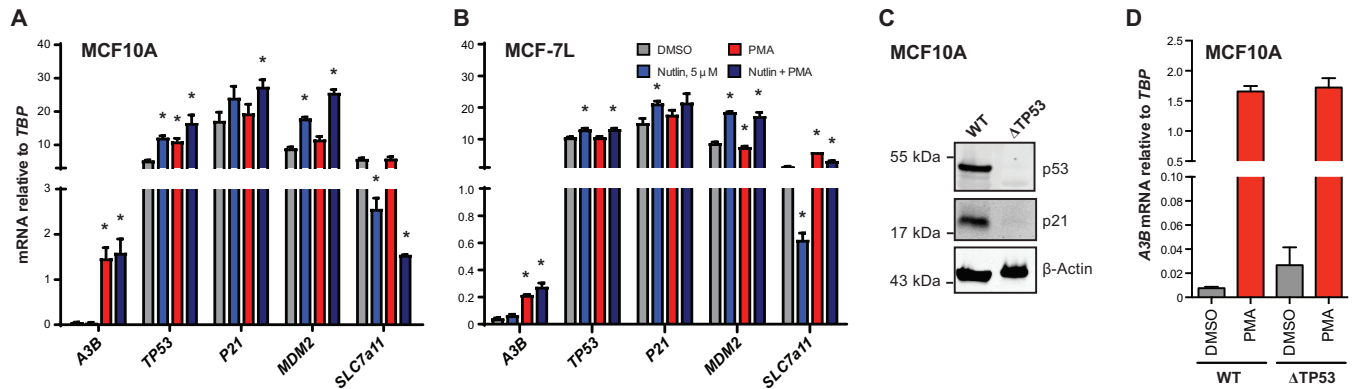 A
MCF10A
mRNA relative to TBP
40
30
20
10
3
2
1
0
A3B
TP53
P21
MDM2
SLC7a11
* * * * * * * * * * *
B
MCF-7L
DMSO
PMA
Nutlin, 5 μM
Nutlin + PMA
40
30
20
10
1.0
0.8
0.6
0.4
0.2
0
A3B
TP53
P21
MDM2
SLC7a11
* * * * * * * * * * *
C
MCF10A
WT
ΔTP53
55 kDa
p53
17 kDa
p21
43 kDa
β-Actin
D
MCF10A
A3B mRNA relative to TBP
2.5
2.0
1.5
1.0
0.5
0.10
0.08
0.06
0.04
0.02
0
DMSO
PMA
DMSO
PMA
WT
ΔTP53